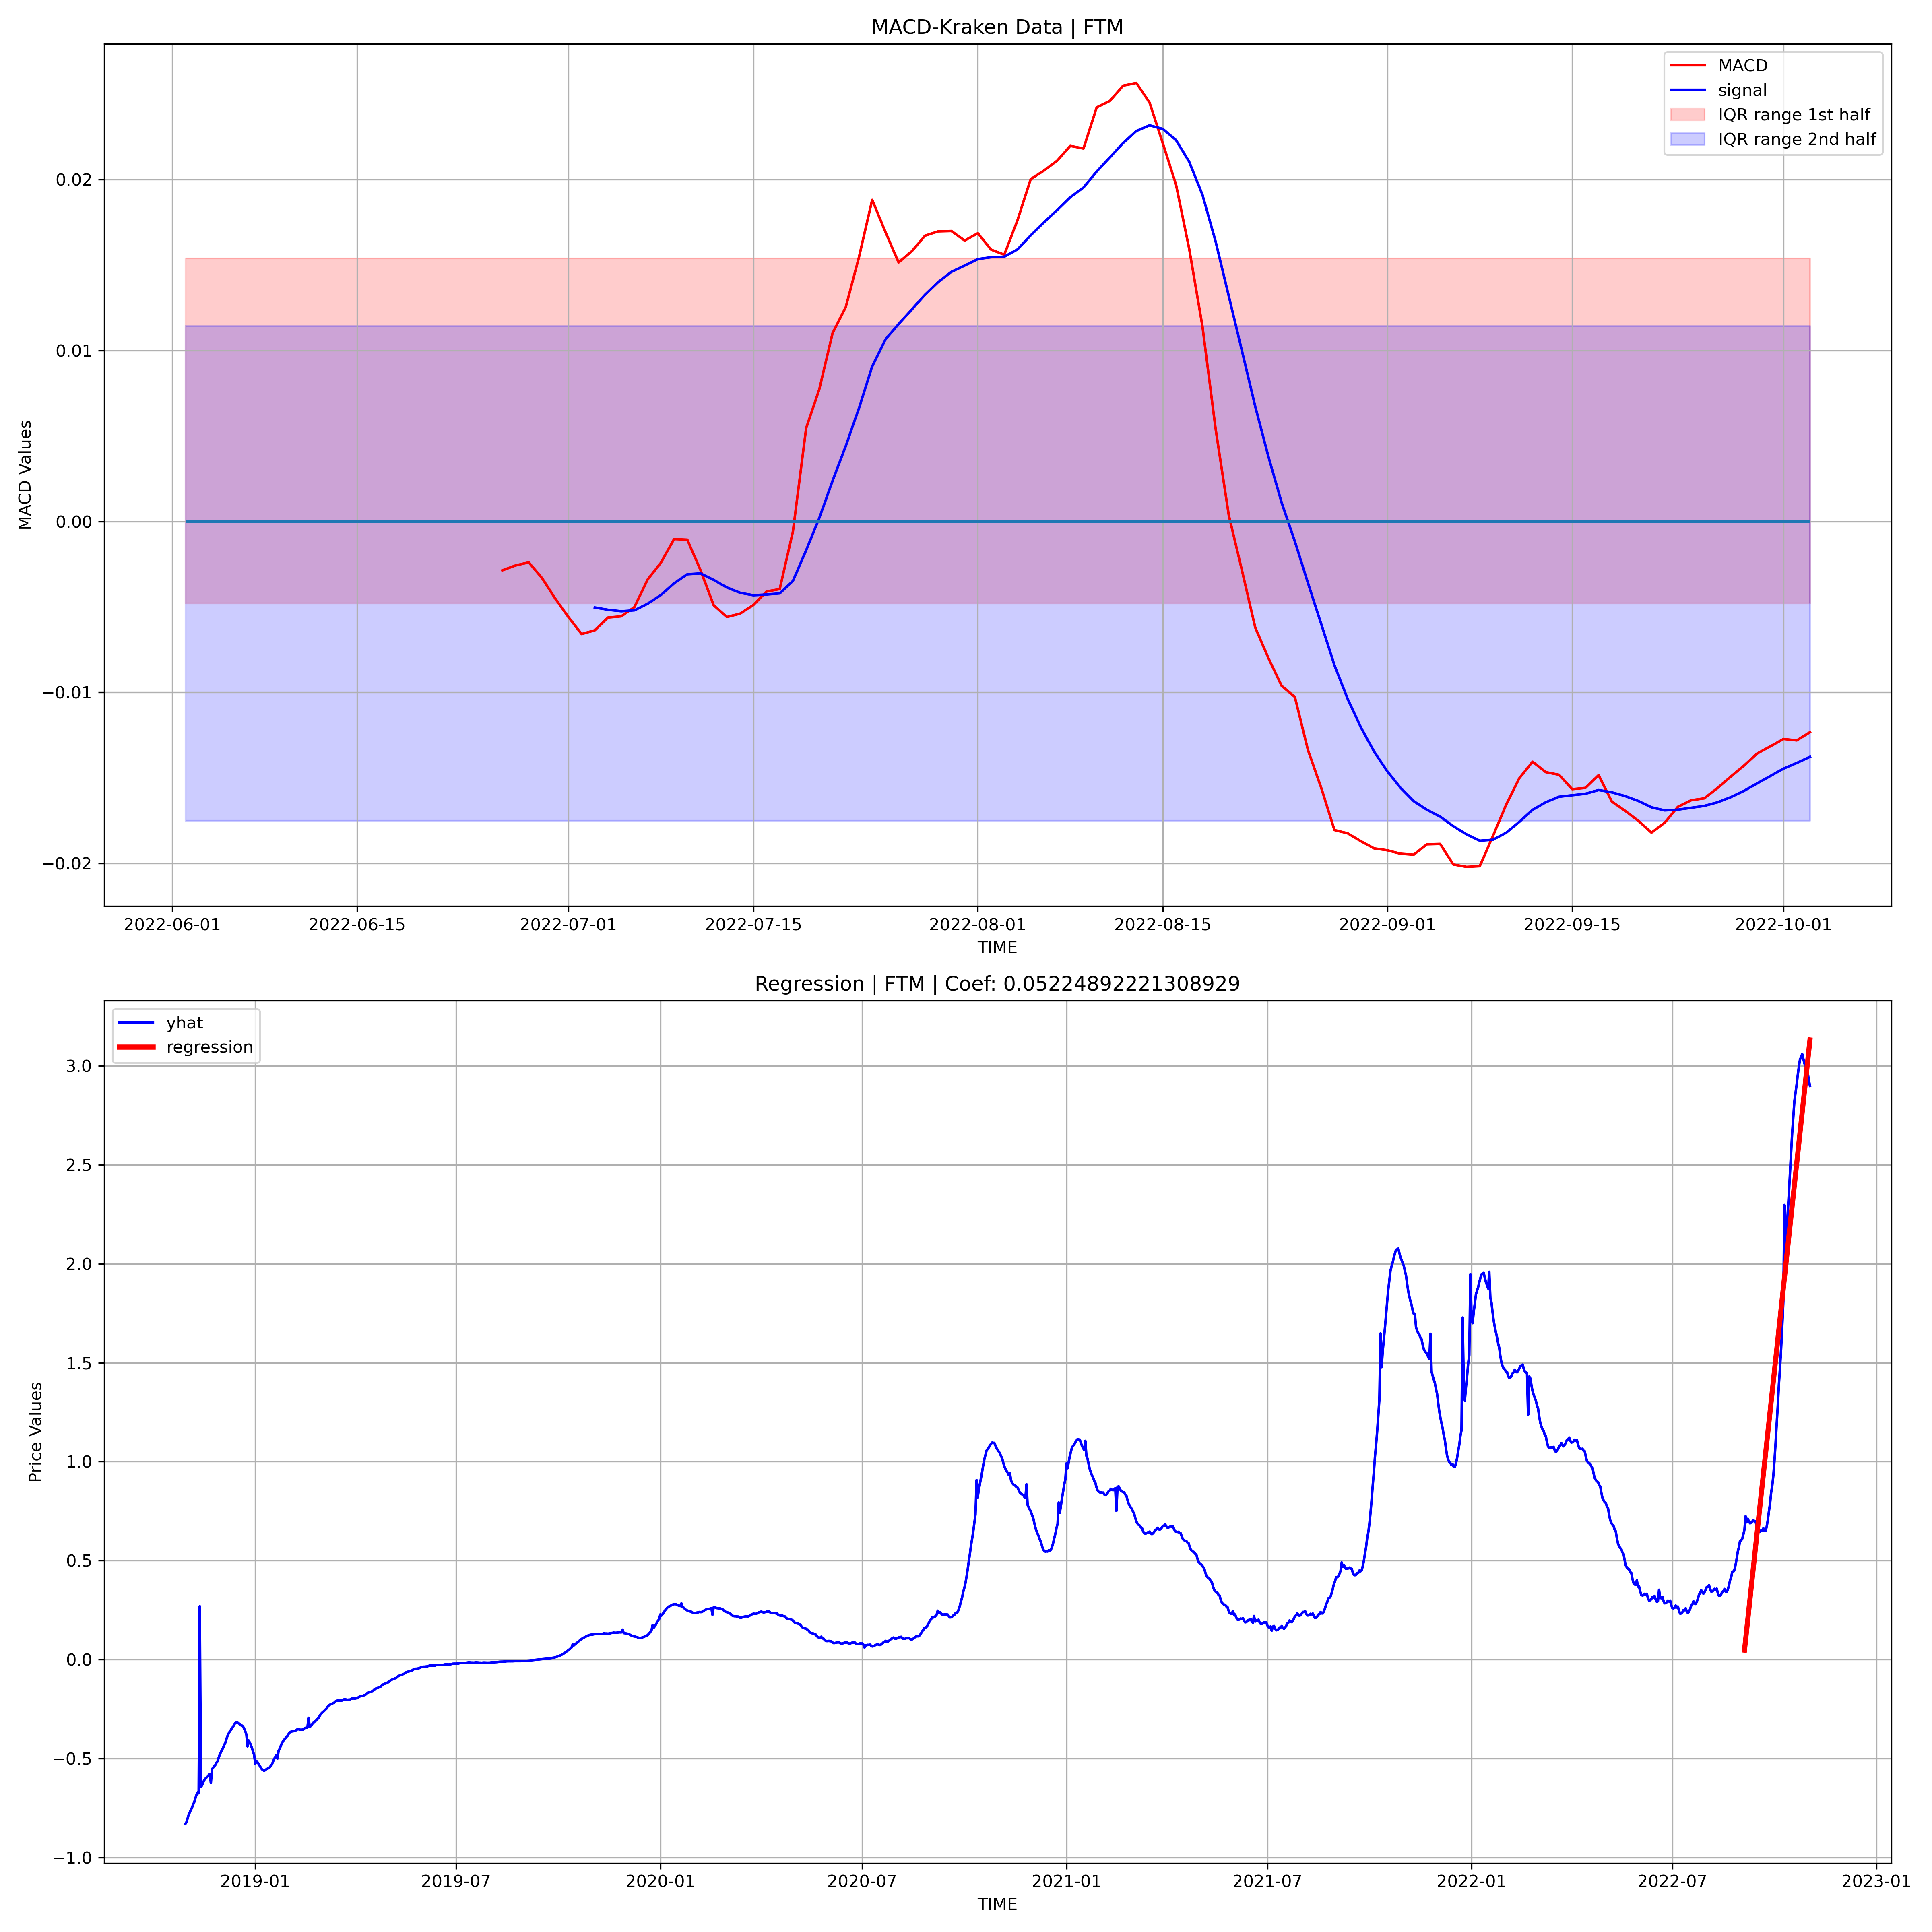 MACD-Kraken Data | FTM
MACD
signal
IQR range 1st half
IQR range 2nd half
MACD Values
0.02
0.01
0.00
−0.01
−0.02
2022-06-01 2022-06-15 2022-07-01 2022-07-15 2022-08-01 2022-08-15 2022-09-01 2022-09-15 2022-10-01
TIME
Regression | FTM | Coef: 0.05224892221308929
yhat
regression
Price Values
3.0
2.5
2.0
1.5
1.0
0.5
0.0
−0.5
−1.0
2019-01 2019-07 2020-01 2020-07 2021-01 2021-07 2022-01 2022-07 2023-01
TIME